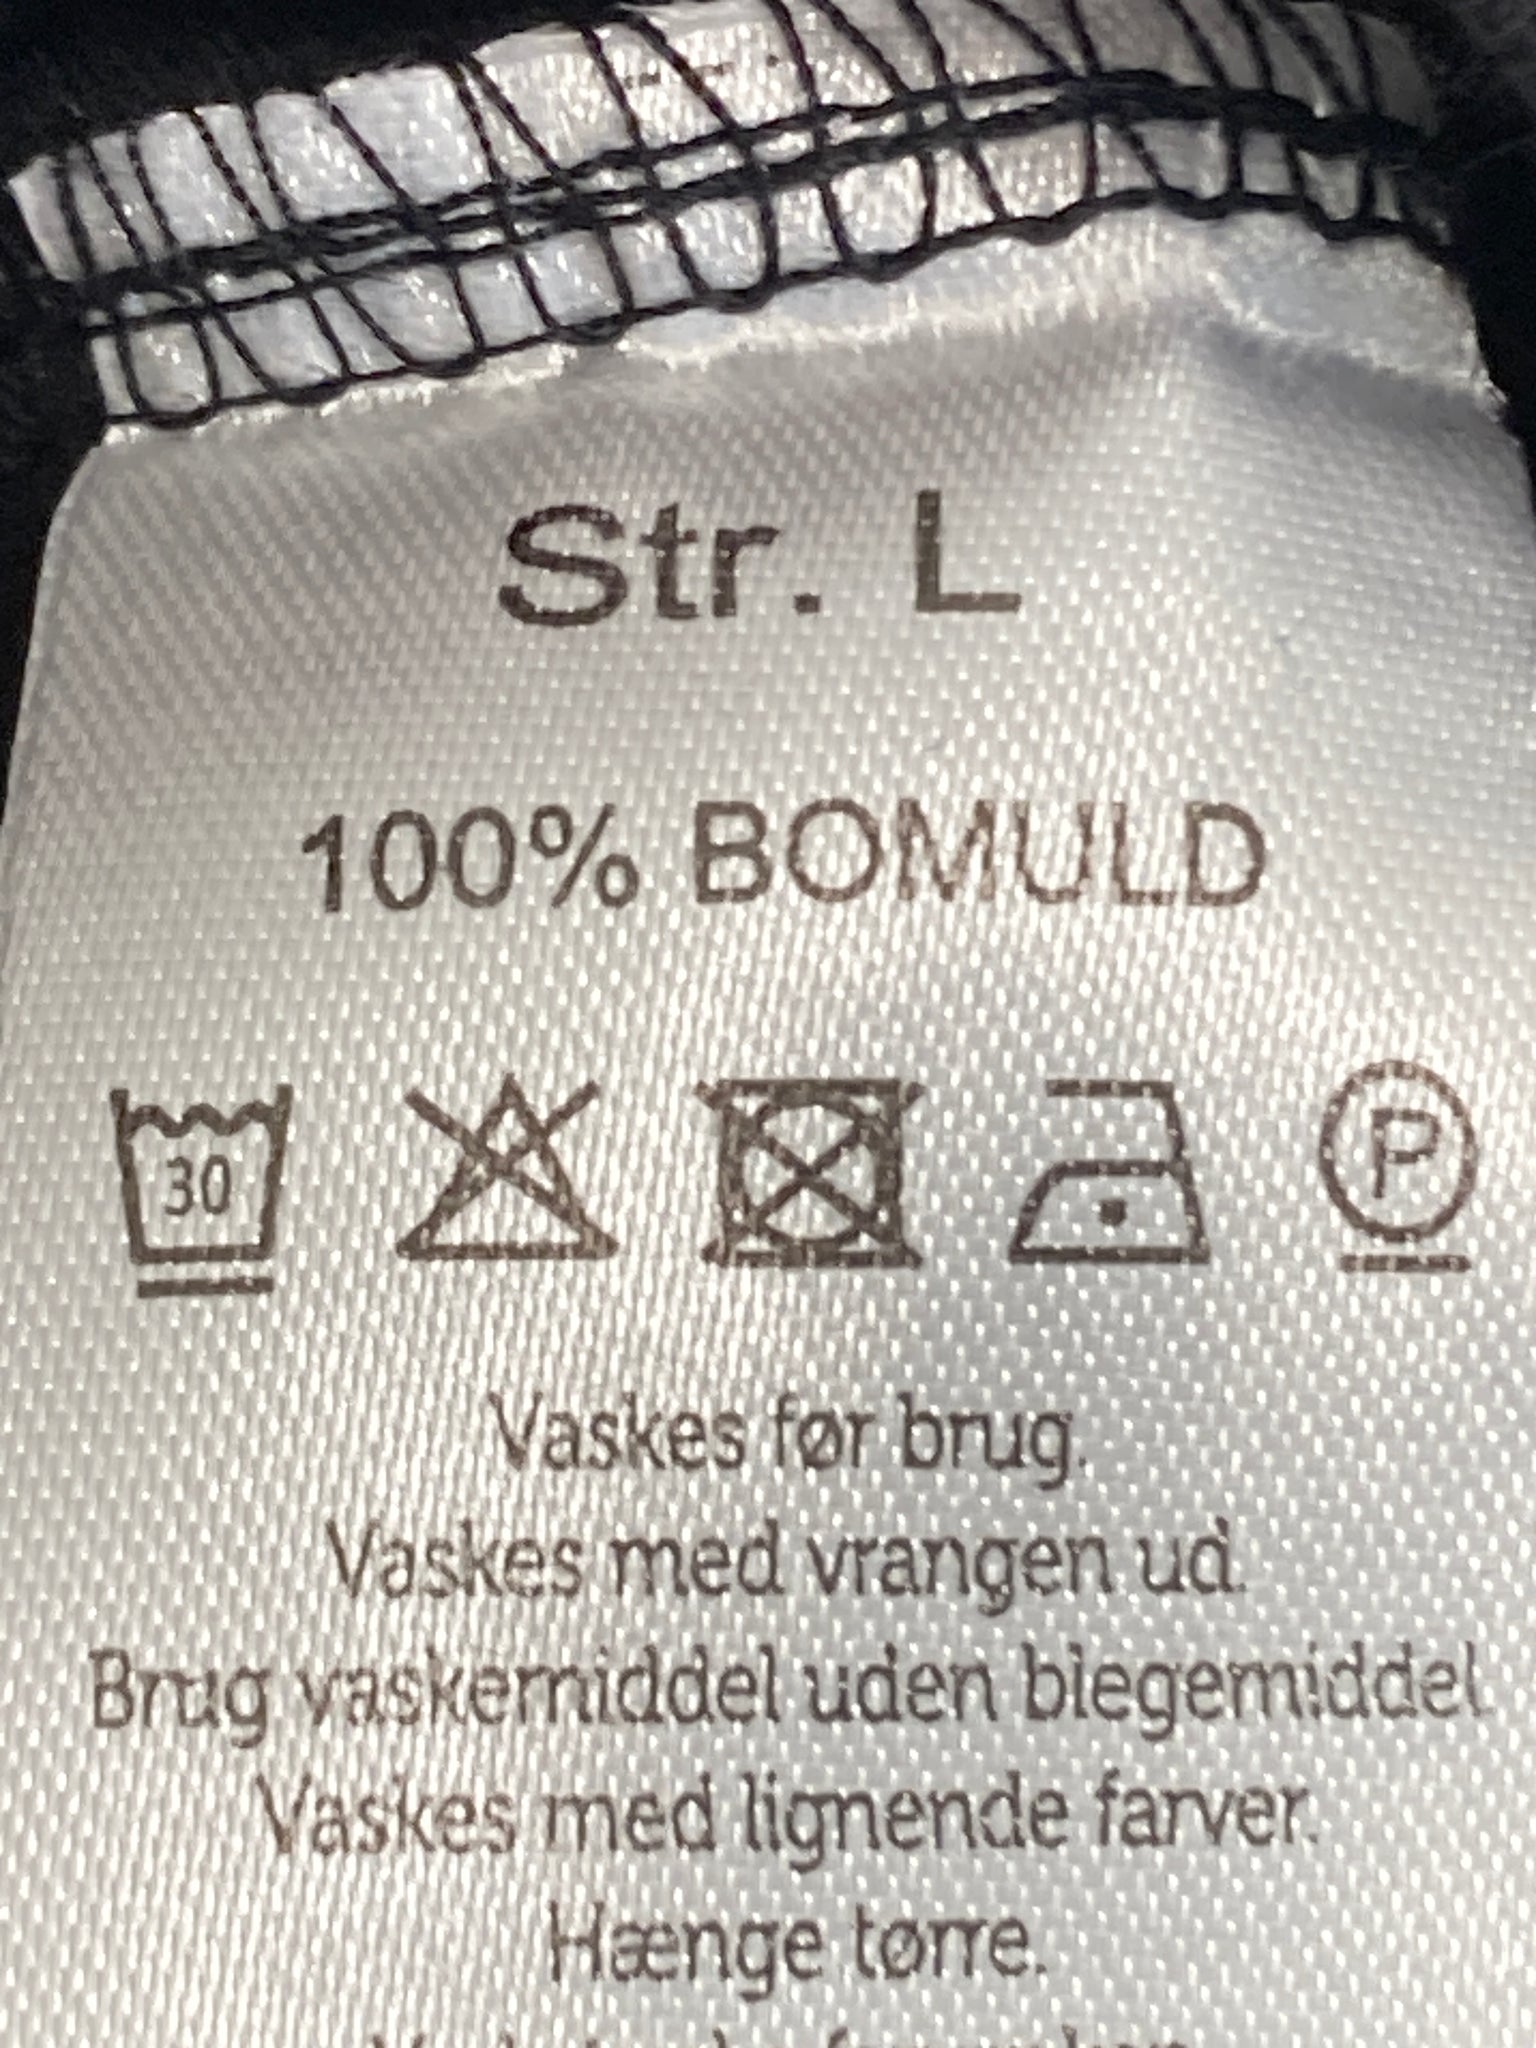 Str. L
100% BOMULD
30
P
Vaskes før brug.
Vaskes med vrangen ud.
Brug vaskemiddel uden blegemiddel.
Vaskes med lignende farver.
Hænge tørre.